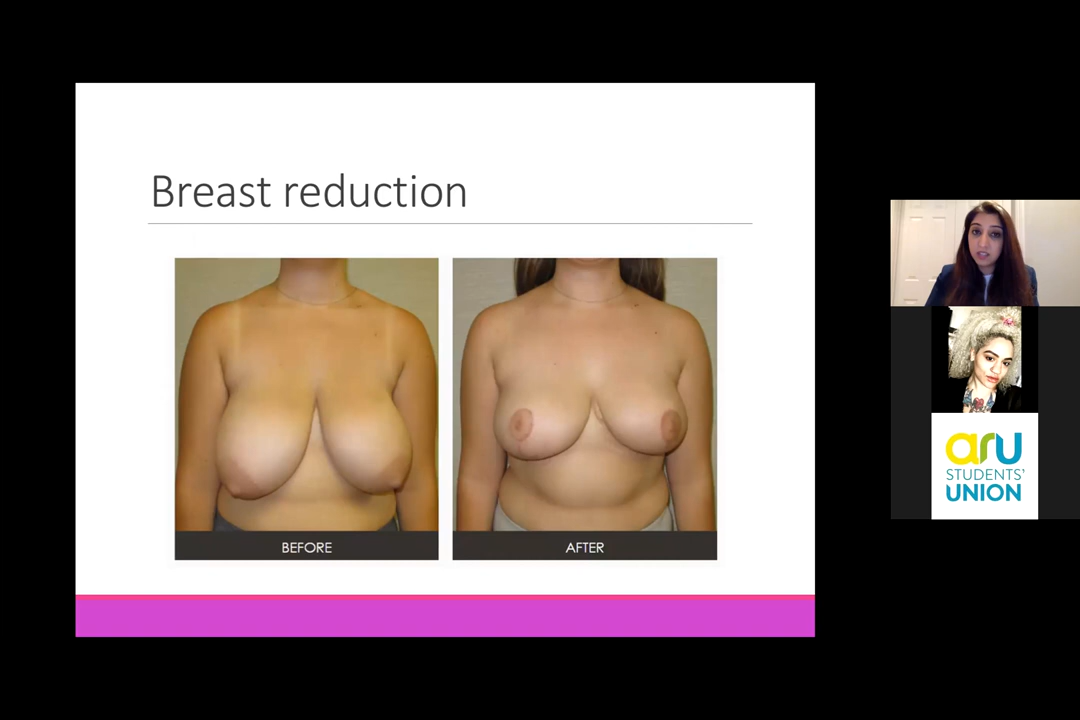 Breast reduction
BEFORE
AFTER
aru
STUDENTS'
UNION